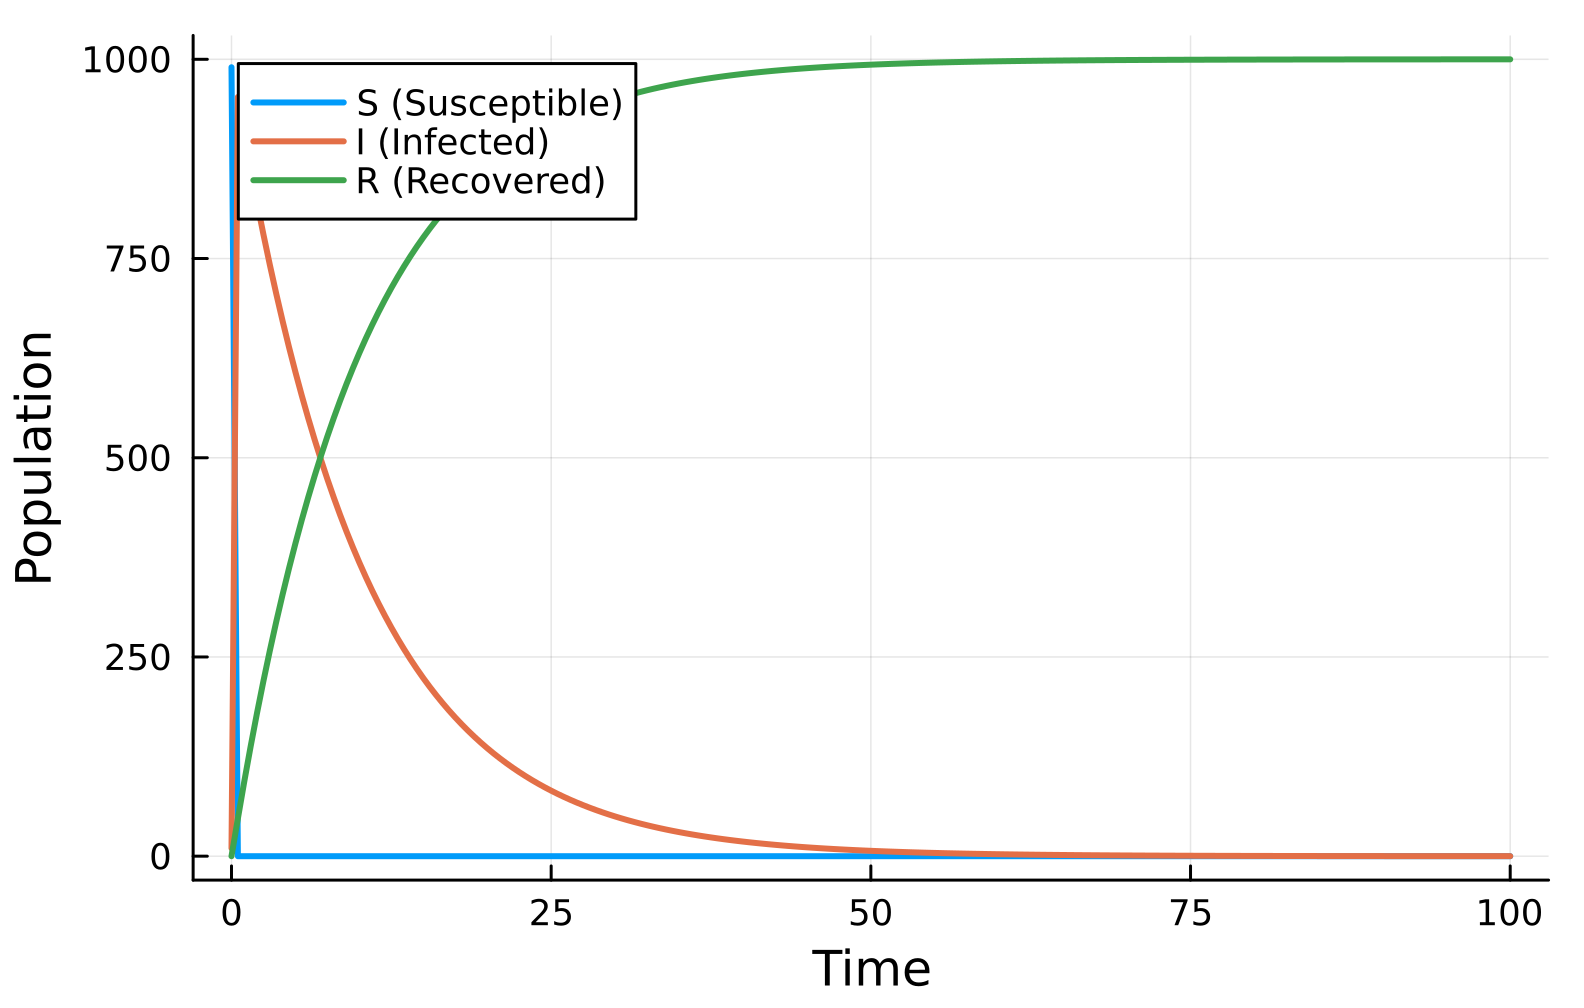 1000
750
500
250
0
S (Susceptible)
I (Infected)
R (Recovered)
Population
0 25 50 75 100
Time